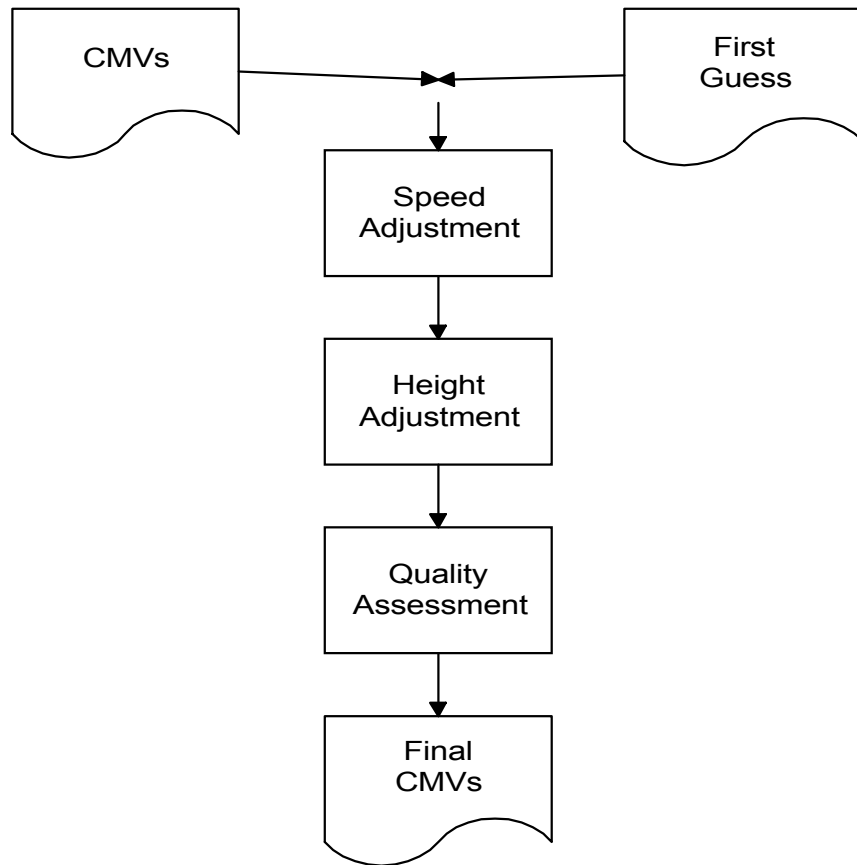 CMVs
First
Guess
Speed
Adjustment
Height
Adjustment
Quality
Assessment
Final
CMVs